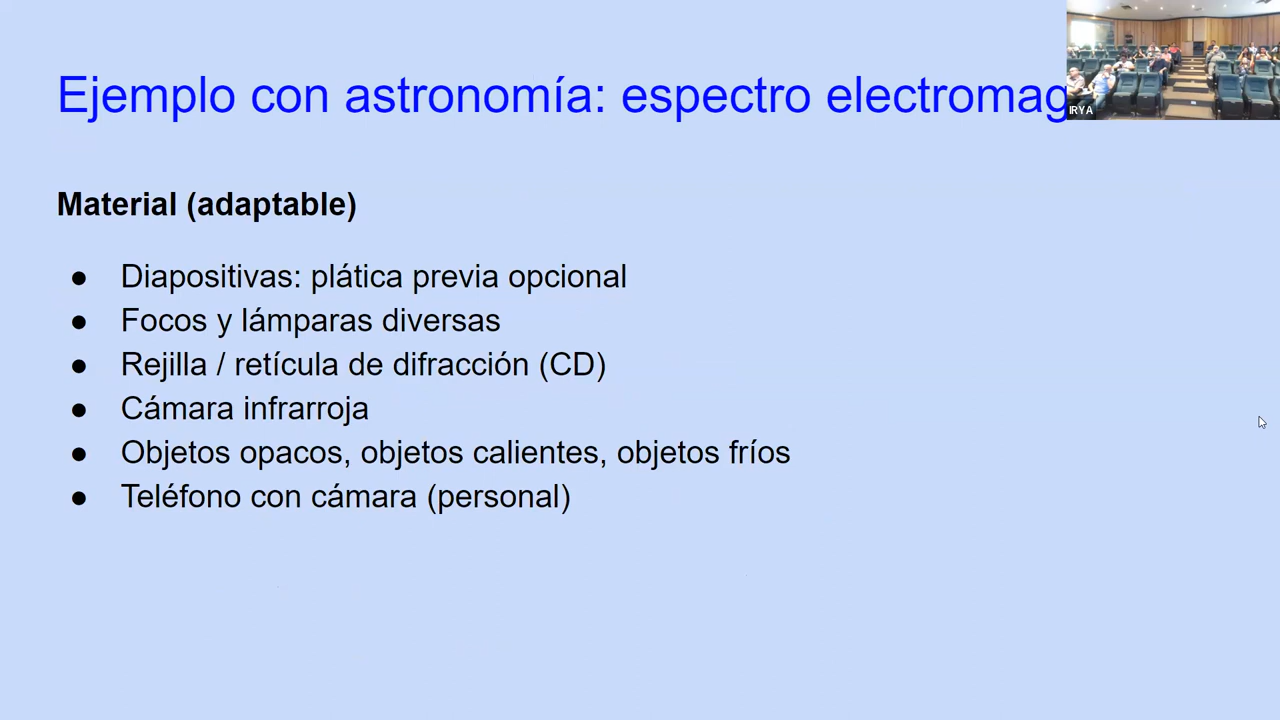 Ejemplo con astronomía: espectro electromag
IRYA
Material (adaptable)
● Diapositivas: plática previa opcional
● Focos y lámparas diversas
● Rejilla / retícula de difracción (CD)
● Cámara infrarroja
● Objetos opacos, objetos calientes, objetos fríos
● Teléfono con cámara (personal)